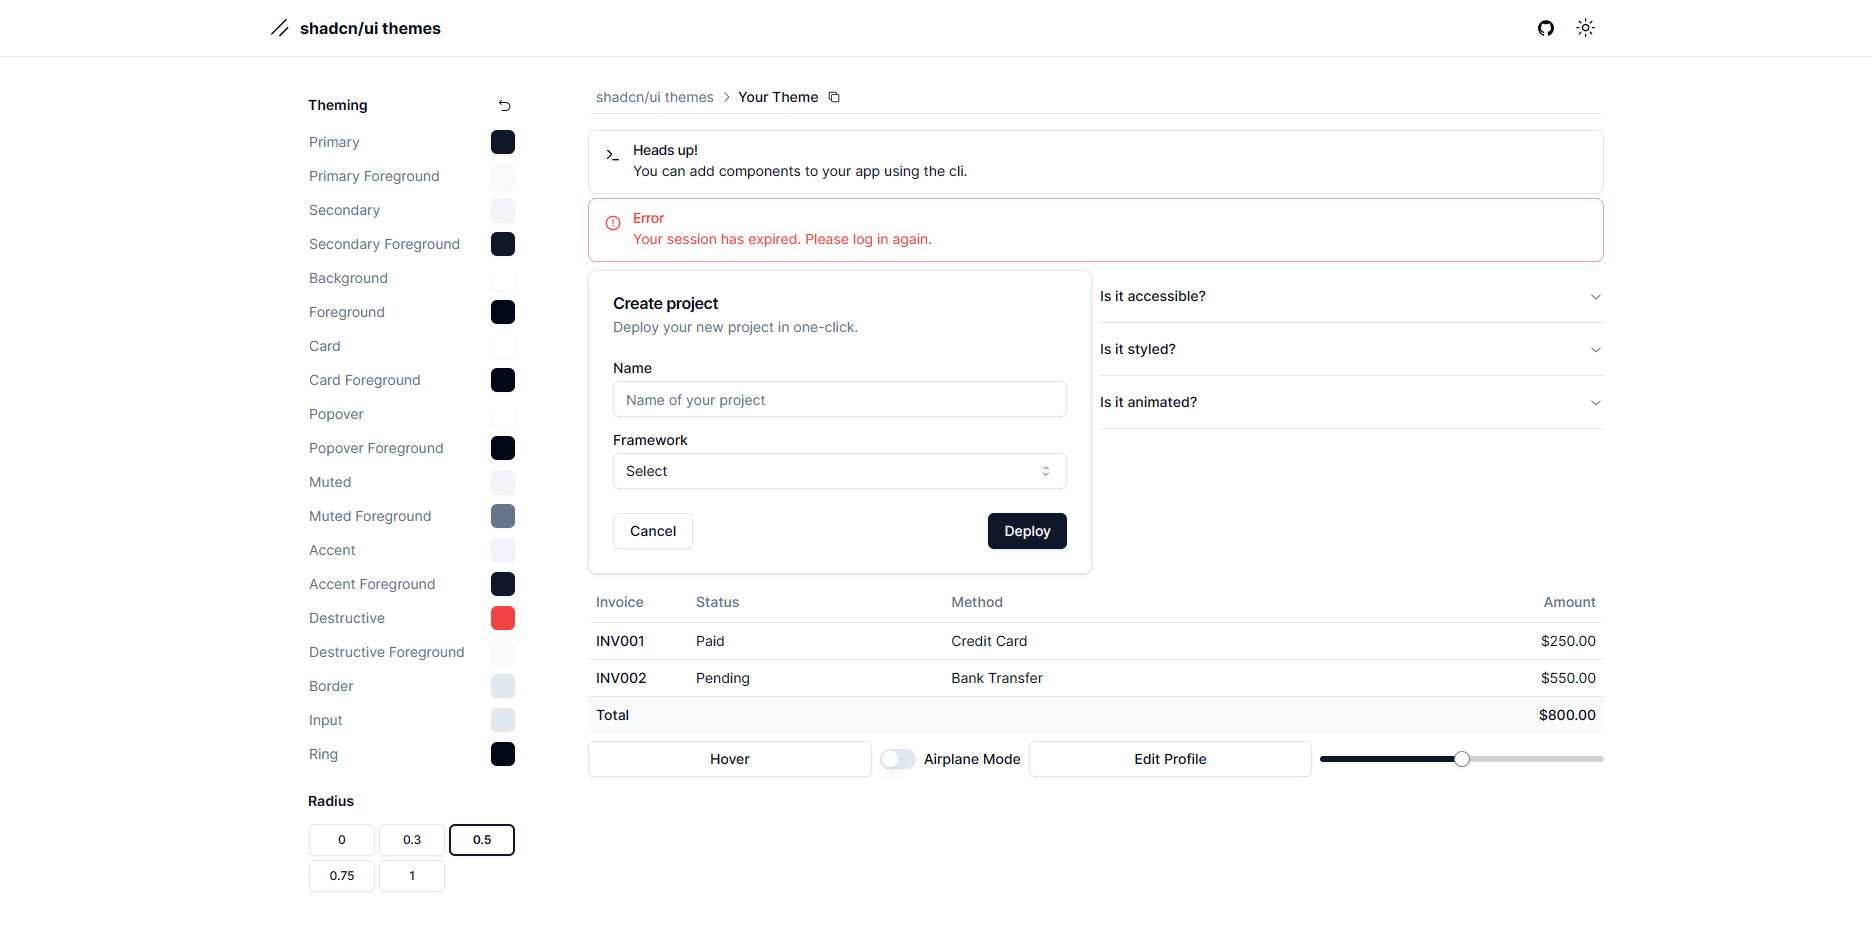 shadcn/ui themes
Theming
Primary
Primary Foreground
Secondary
Secondary Foreground
Background
Foreground
Card
Card Foreground
Popover
Popover Foreground
Muted
Muted Foreground
Accent
Accent Foreground
Destructive
Destructive Foreground
Border
Input
Ring
Radius
0 0.3 0.5
0.75 1
shadcn/ui themes > Your Theme
Heads up!
You can add components to your app using the cli.
Error
Your session has expired. Please log in again.
Create project
Deploy your new project in one-click.
Name
Name of your project
Framework
Select
Cancel Deploy
Is it accessible?
Is it styled?
Is it animated?
Invoice Status Method Amount
INV001 Paid Credit Card $250.00
INV002 Pending Bank Transfer $550.00
Total $800.00
Hover Airplane Mode Edit Profile